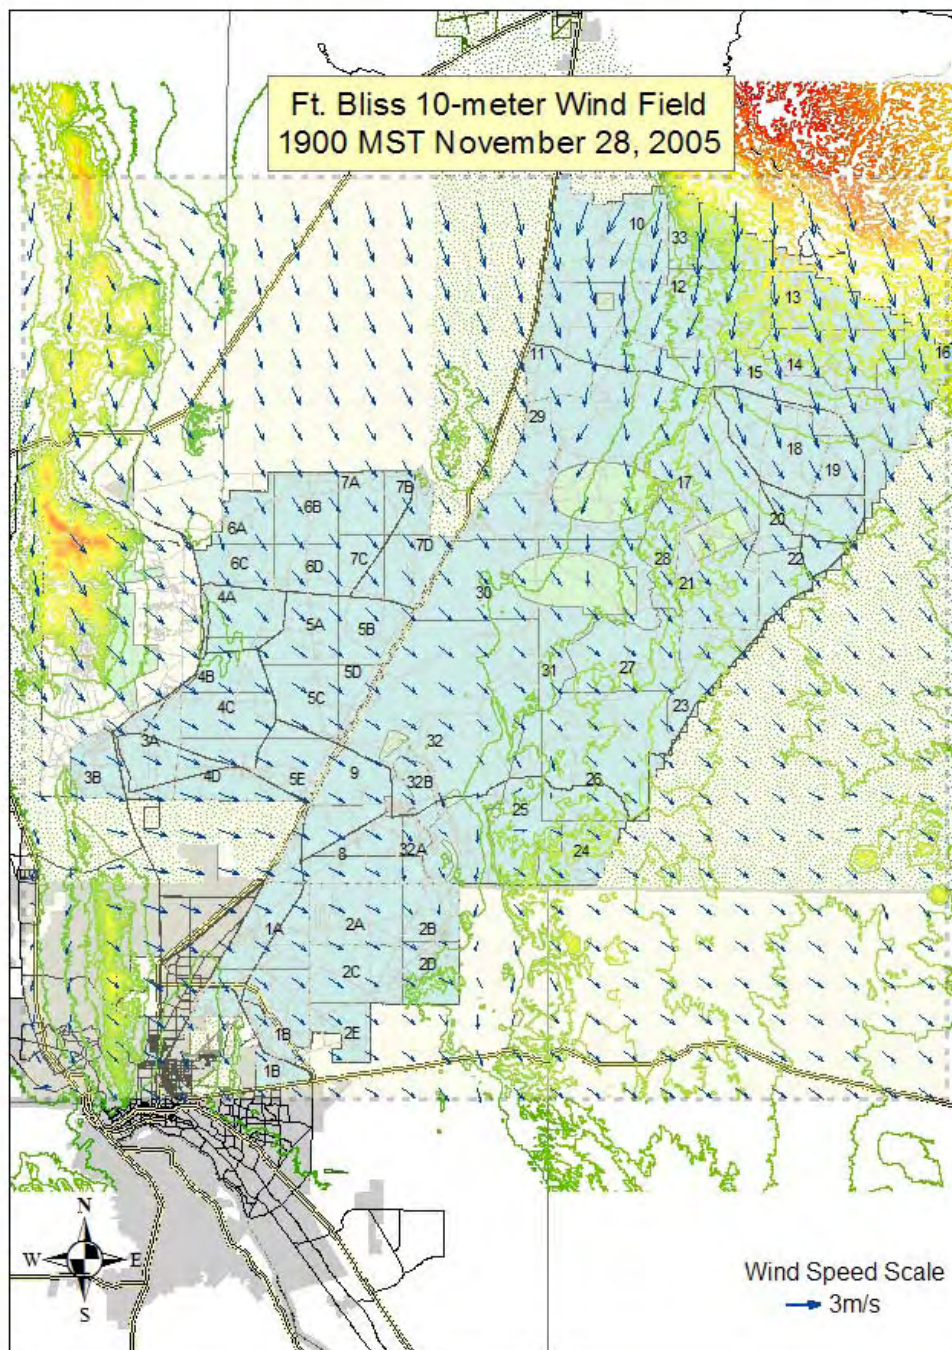 Ft. Bliss 10-meter Wind Field
1900 MST November 28, 2005
10
33
12
13
16
11
15
14
29
18
19
7A
7B
17
6B
6A
20
7D
6C
6D
7C
28
22
21
4A
30
5A
5B
31
27
4B
5D
4C
5C
23
3A
32
3B
4D
5E
9
32B
26
25
8
32A
24
1A
2A
2B
2C
2D
1B
2E
1B
N
W
E
S
Wind Speed Scale
3m/s